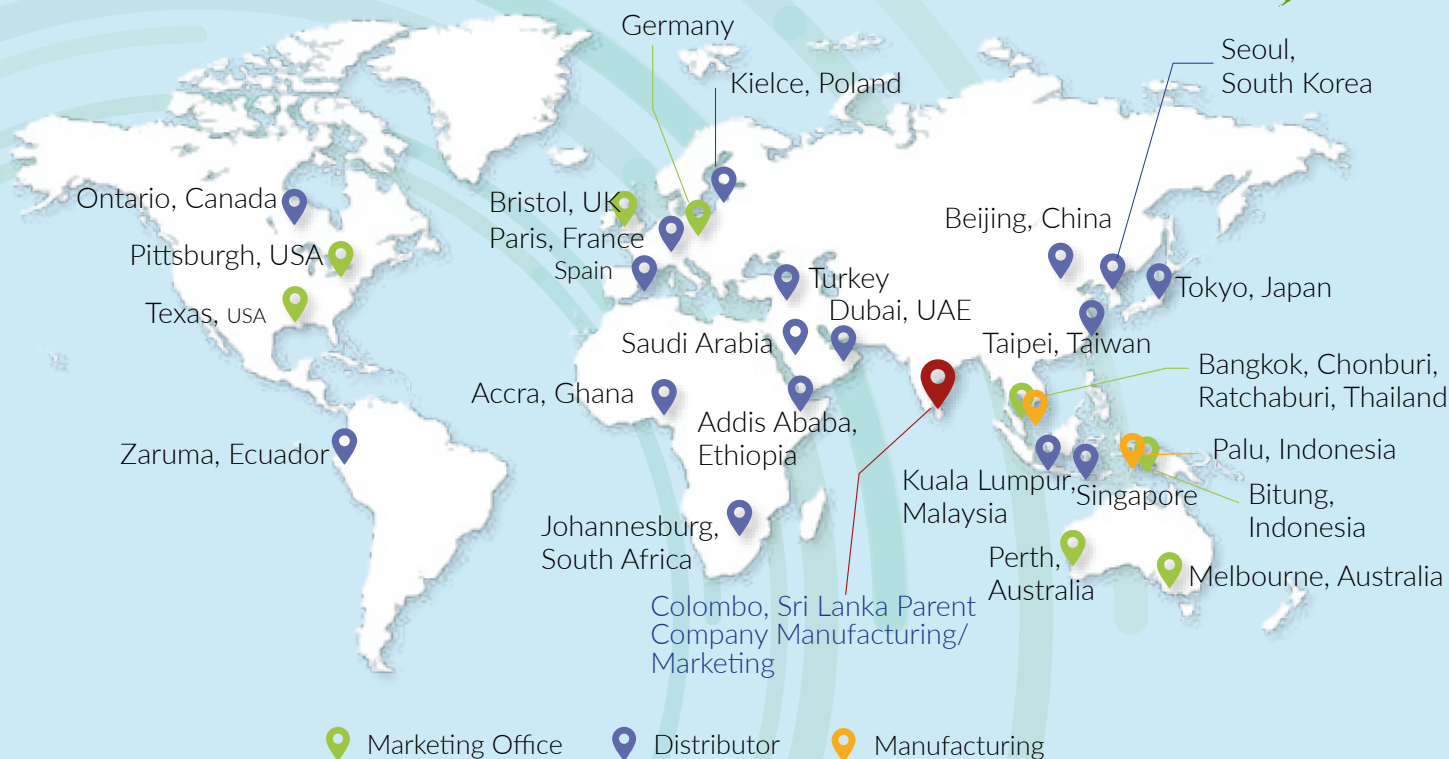 Germany
Kielce, Poland
Seoul,
South Korea
Ontario, Canada
Bristol, UK
Paris, France
Spain
Beijing, China
Pittsburgh, USA
Turkey
Tokyo, Japan
Texas, USA
Dubai, UAE
Saudi Arabia
Taipei, Taiwan
Bangkok, Chonburi,
Ratchaburi, Thailand
Accra, Ghana
Addis Ababa,
Ethiopia
Zaruma, Ecuador
Palu, Indonesia
Kuala Lumpur,
Malaysia
Singapore
Bitung,
Indonesia
Johannesburg,
South Africa
Perth,
Australia
Melbourne, Australia
Colombo, Sri Lanka Parent
Company Manufacturing/
Marketing
Marketing Office
Distributor
Manufacturing